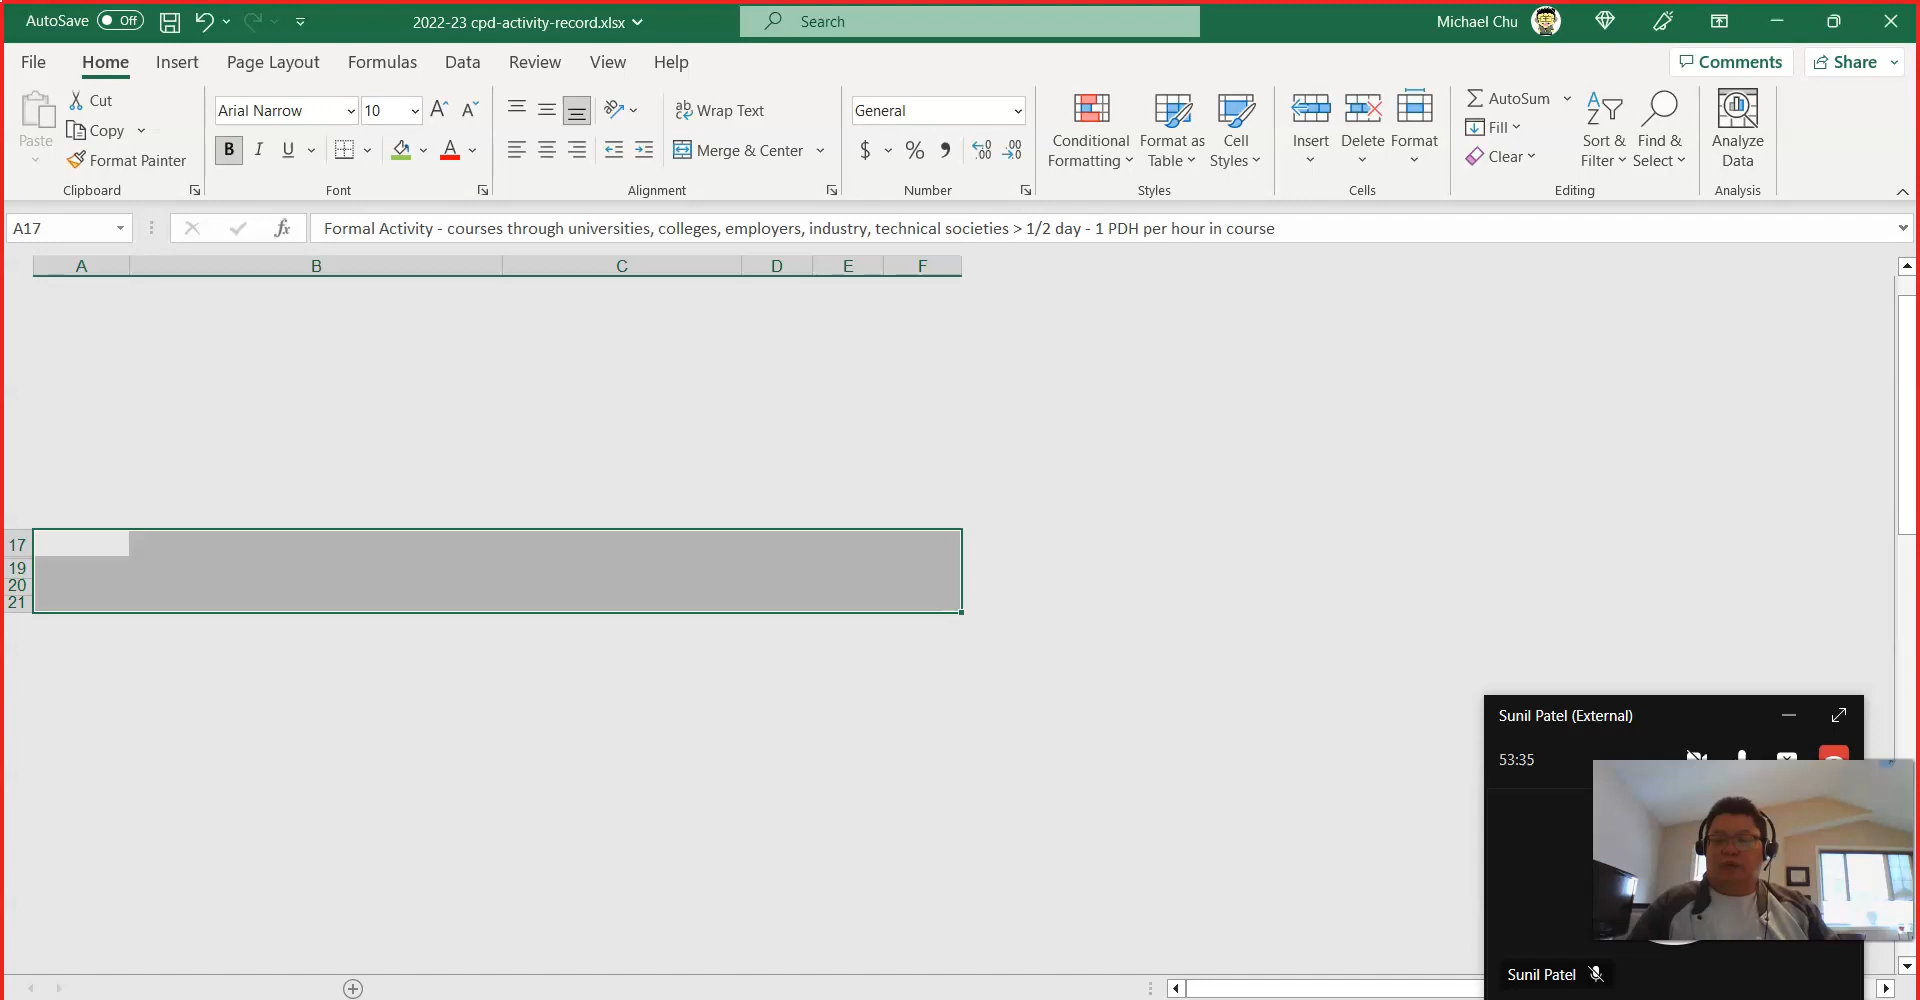 AutoSave Off 2022-23 cpd-activity-record.xlsx Search Michael Chu
File Home Insert Page Layout Formulas Data Review View Help Comments Share
Paste
Cut
Copy
Format Painter
Clipboard
Arial Narrow 10
B I U A
Font
Wrap Text
Merge & Center
Alignment
General
$ % 9 .00 .00
Number
Conditional Formatting
Format as Table
Cell Styles
Styles
Insert Delete Format
Cells
AutoSum
Fill
Clear
Sort & Filter
Find & Select
Editing
Analyze Data
Analysis
A17 fx Formal Activity - courses through universities, colleges, employers, industry, technical societies > 1/2 day - 1 PDH per hour in course
A B C D E F
17
19
20
21
Sunil Patel (External)
53:35
Sunil Patel